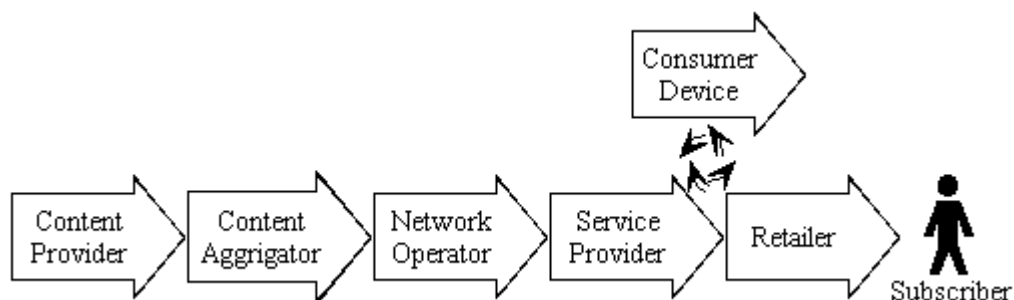 Consumer
Device
Content
Provider
Content
Aggrigator
Network
Operator
Service
Provider
Retailer
Subscriber